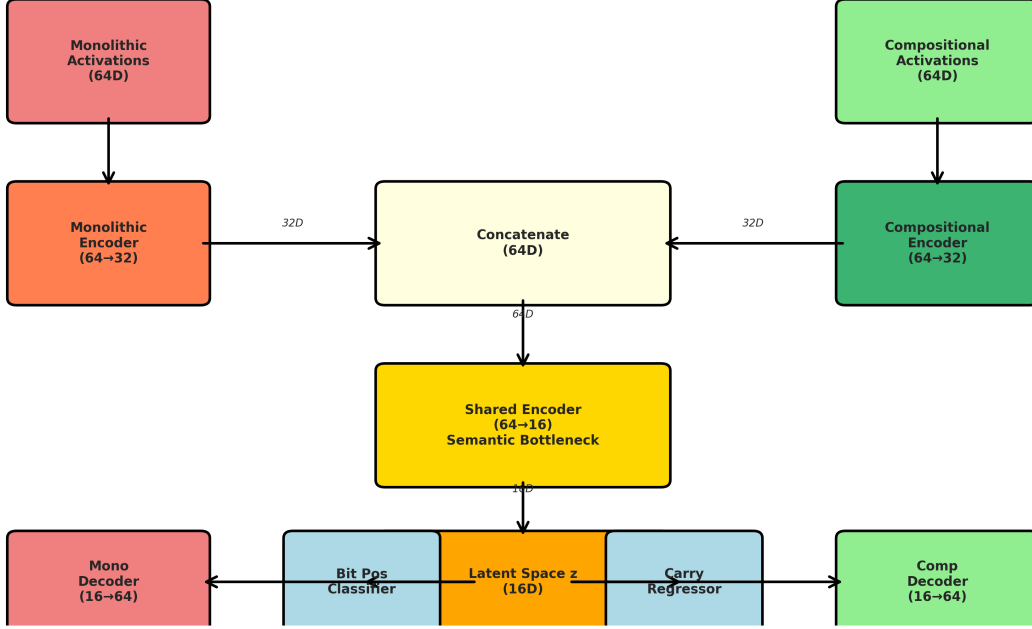 Monolithic
Activations
(64D)
Compositional
Activations
(64D)
Monolithic
Encoder
(64→32)
32D
Concatenate
(64D)
32D
Compositional
Encoder
(64→32)
64D
Shared Encoder
(64→16)
Semantic Bottleneck
16D
Mono
Decoder
(16→64)
Bit Pos
Classifier
Latent Space z
(16D)
Carry
Regressor
Comp
Decoder
(16→64)